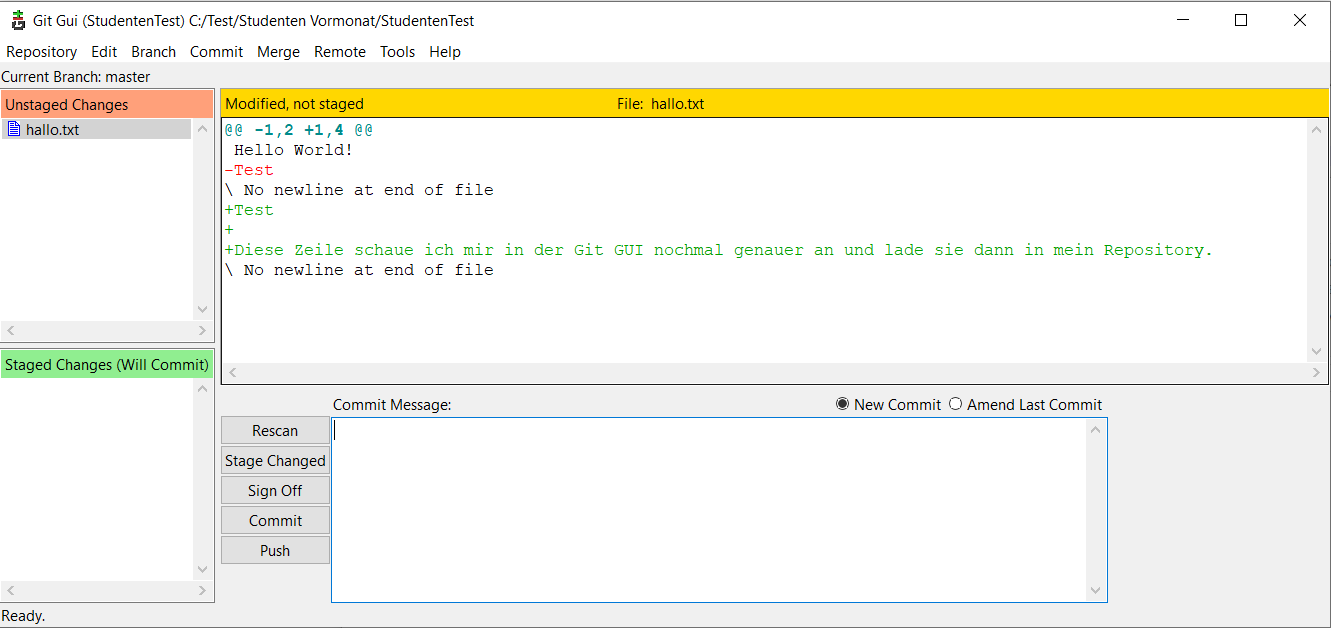 Git Gui (StudentenTest) C:/Test/Studenten Vormonat/StudentenTest
Repository Edit Branch Commit Merge Remote Tools Help
Current Branch: master
Unstaged Changes
hallo.txt
Modified, not staged File: hallo.txt
@@ -1,2 +1,4 @@
Hello World!
-Test
\ No newline at end of file
+Test
+
+Diese Zeile schaue ich mir in der Git GUI nochmal genauer an und lade sie dann in mein Repository.
\ No newline at end of file
Staged Changes (Will Commit)
Commit Message: New Commit Amend Last Commit
Rescan
Stage Changed
Sign Off
Commit
Push
Ready.